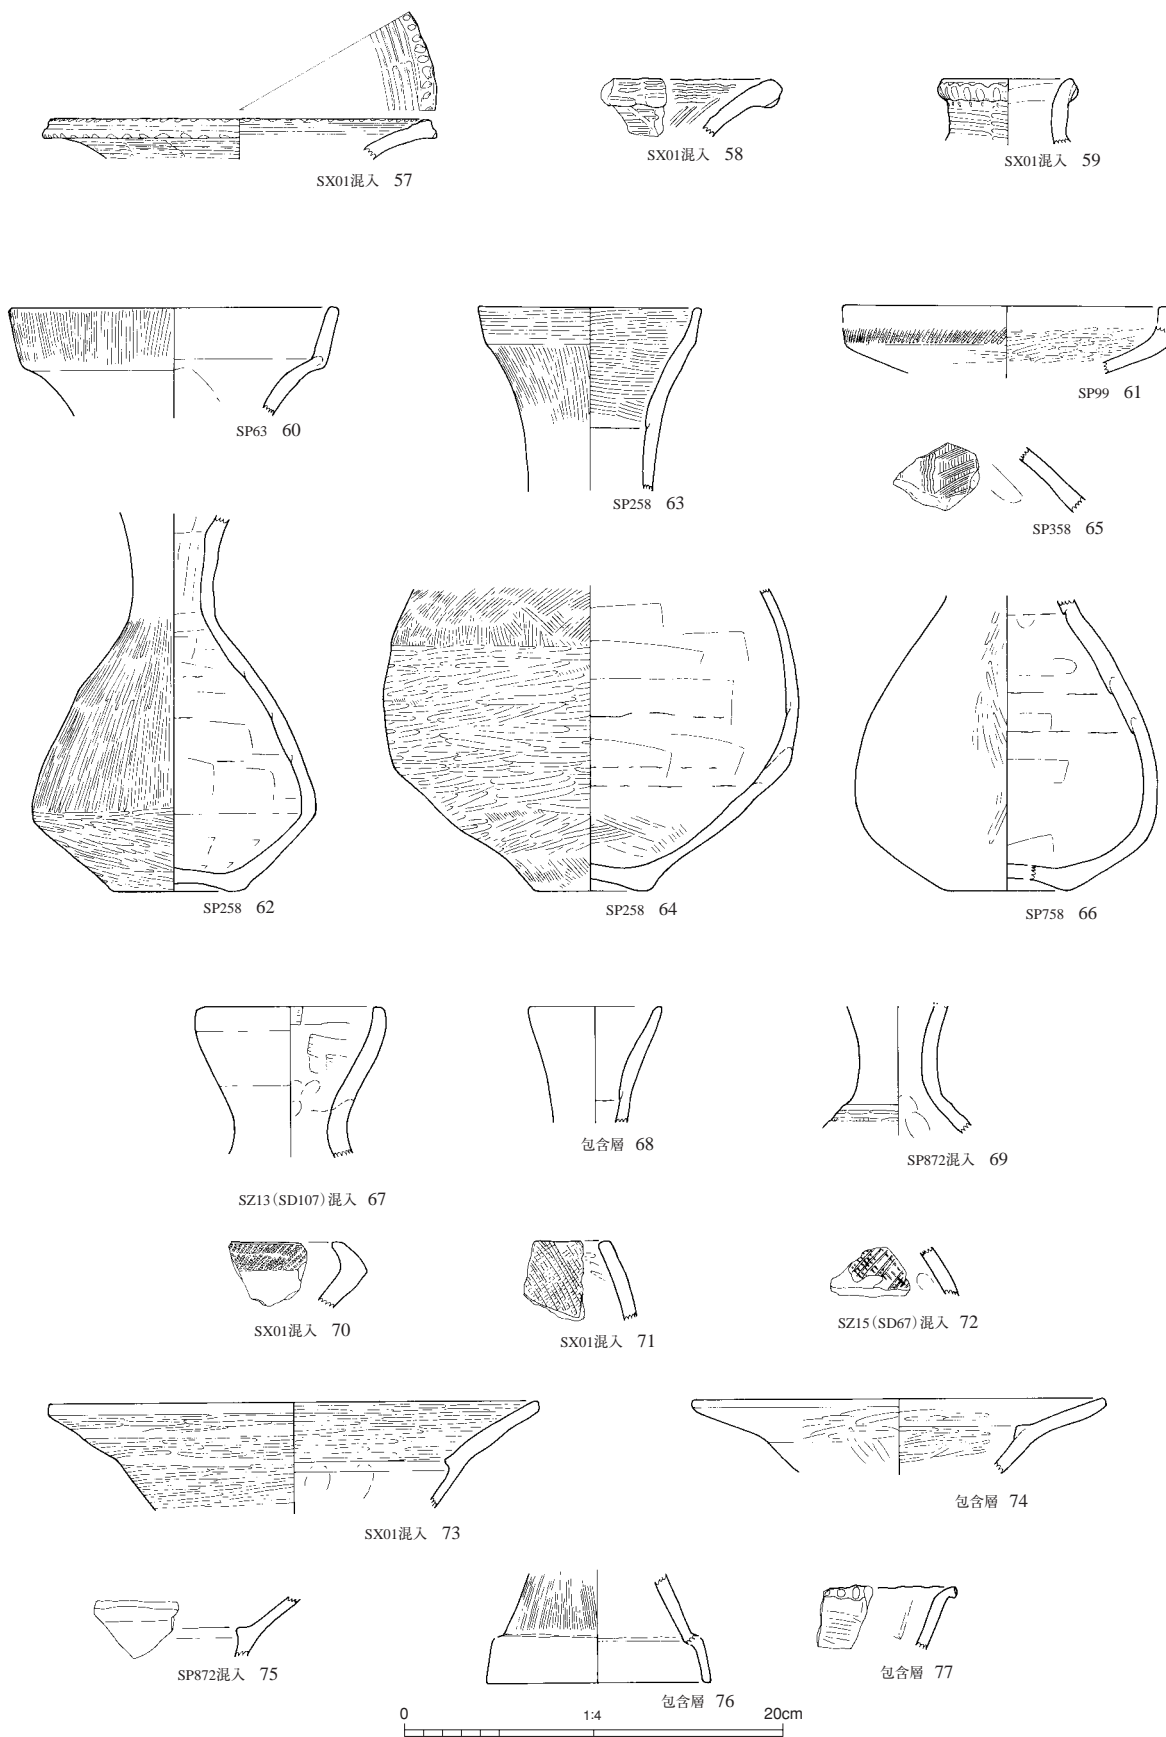 SX01混入 57
SX01混入 58
SX01混入 59
SP63 60
SP258 63
SP99 61
SP358 65
SP258 62
SP258 64
SP758 66
SZ13(SD107)混入 67
包含層 68
SP872混入 69
SX01混入 70
SX01混入 71
SZ15(SD67)混入 72
SX01混入 73
包含層 74
SP872混入 75
包含層 76
包含層 77
0 1:4 20cm